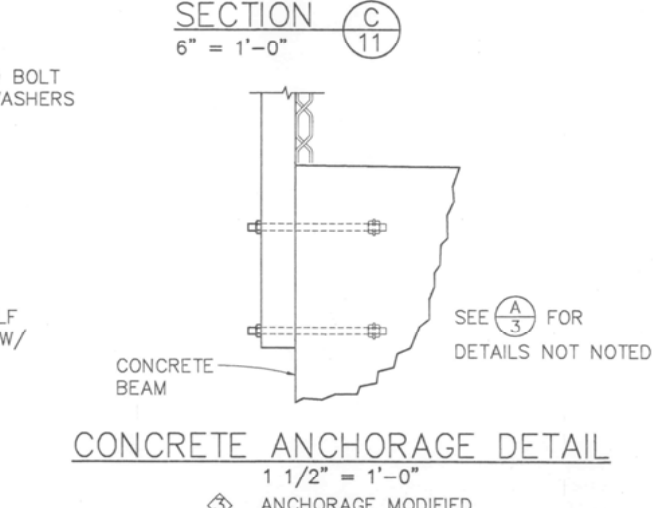 SECTION C
11
6" = 1'-0"
BOLT
WASHERS
SEE A FOR
3
DETAILS NOT NOTED
LF
W/
CONCRETE
BEAM
CONCRETE ANCHORAGE DETAIL
1 1/2" = 1'-0"
3 ANCHORAGE MODIFIED